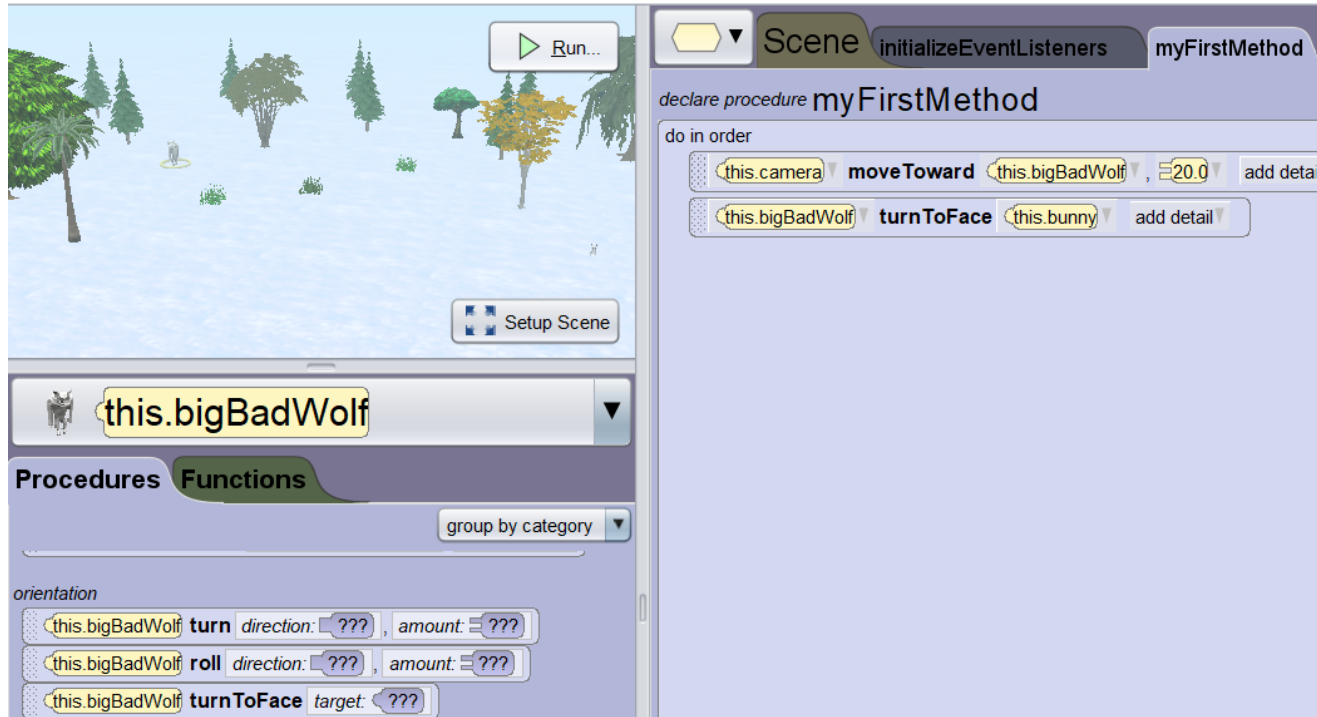 Run...
Setup Scene
this.bigBadWolf
Procedures Functions
group by category
orientation
this.bigBadWolf turn direction: ??? , amount: ???
this.bigBadWolf roll direction: ??? , amount: ???
this.bigBadWolf turnToFace target: ???
Scene initializeEventListeners myFirstMethod
declare procedure myFirstMethod
do in order
this.camera moveToward this.bigBadWolf , 20.0 add detai
this.bigBadWolf turnToFace this.bunny add detail